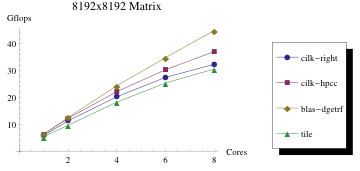 8192x8192 Matrix
Gflops
40
30
20
10
2 4 6 8 Cores
cilk-right
cilk-hpcc
blas-dgetrf
tile